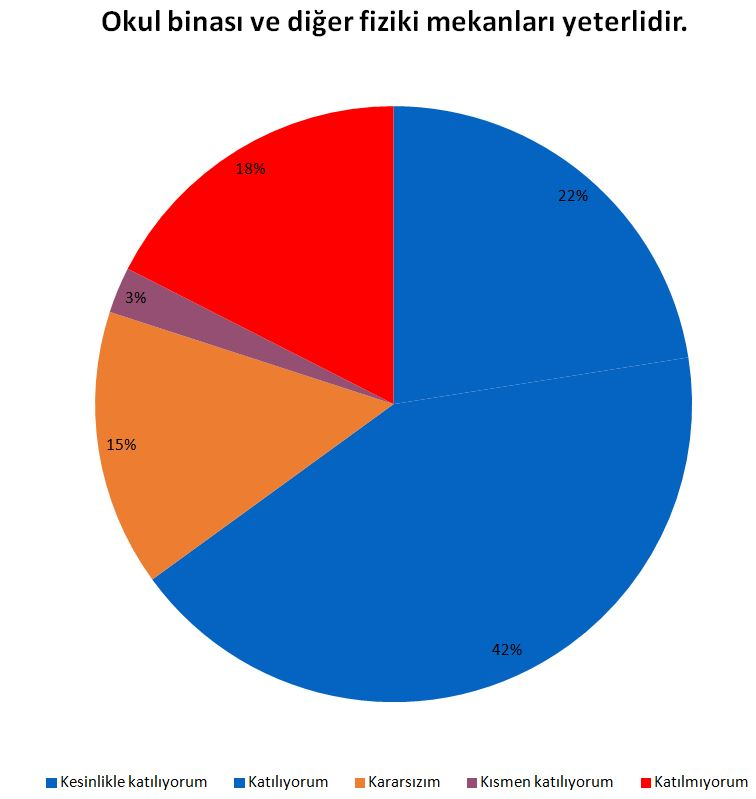 Okul binası ve diğer fiziki mekanları yeterlidir.
18%
22%
3%
15%
42%
Kesinlikle katılıyorum Katılıyorum Kararsızım Kısmen katılıyorum Katılmıyorum